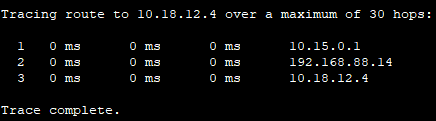 Tracing route to 10.18.12.4 over a maximum of 30 hops:
1 0 ms 0 ms 0 ms 10.15.0.1
2 0 ms 0 ms 0 ms 192.168.88.14
3 0 ms 0 ms 0 ms 10.18.12.4
Trace complete.